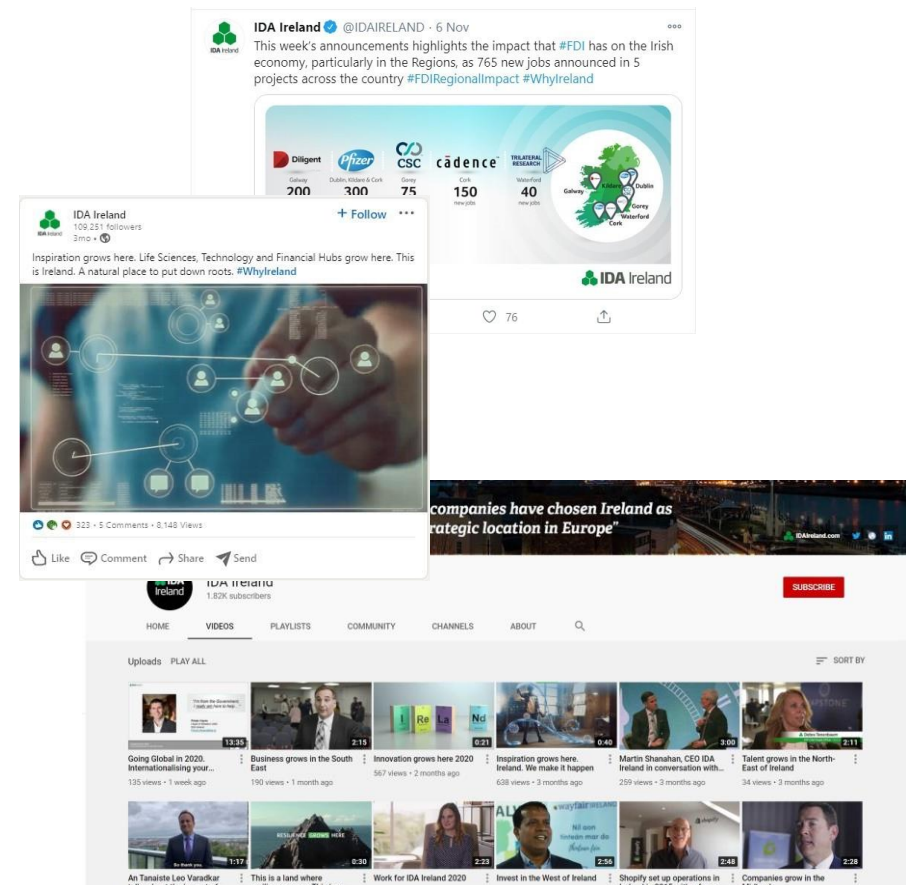 IDA Ireland @IDAIRELAND · 6 Nov
IDA Ireland
This week's announcements highlights the impact that #FDI has on the Irish
economy, particularly in the Regions, as 765 new jobs announced in 5
projects across the country #FDIRegionalImpact #WhyIreland
Diligent
Pfizer
CSC
cādence
TRILATERAL RESEARCH
Galway
Dublin, Kildare & Cork
Gorey
Cork
Waterford
200
300
75
150
40
new jobs
new jobs
Galway
Kildare
Dublin
Gorey
Waterford
Cork
IDA Ireland
76
IDA Ireland
IDA Ireland
109,251 followers
3mo •
+ Follow
Inspiration grows here. Life Sciences, Technology and Financial Hubs grow here. This
is Ireland. A natural place to put down roots. #WhyIreland
323 • 5 Comments • 8,148 Views
Like Comment Share Send
companies have chosen Ireland as
rategic location in Europe"
IDAIreland.com
Ireland
IDA Ireland
1.82K subscribers
SUBSCRIBE
HOME VIDEOS PLAYLISTS COMMUNITY CHANNELS ABOUT
Uploads PLAY ALL SORT BY
I Re La Nd
13:35 2:15 0:21 0:40 3:00 2:11
Going Global in 2020.
Internationalising your...
135 views • 1 week ago
Business grows in the South
East
190 views • 1 month ago
Innovation grows here 2020
567 views • 2 months ago
Inspiration grows here.
Ireland. We make it happen
638 views • 3 months ago
Martin Shanahan, CEO IDA
Ireland in conversation with...
259 views • 3 months ago
Talent grows in the North-
East of Ireland
34 views • 3 months ago
So thank you
RESILIENCE GROWS HERE
wayfair IRELAND
Níl aon
shopify
1:17 0:30 2:23 2:56 2:48 2:28
An Tanaiste Leo Varadkar
This is a land where
Work for IDA Ireland 2020
Invest in the West of Ireland
Shopify set up operations in
Companies grow in the